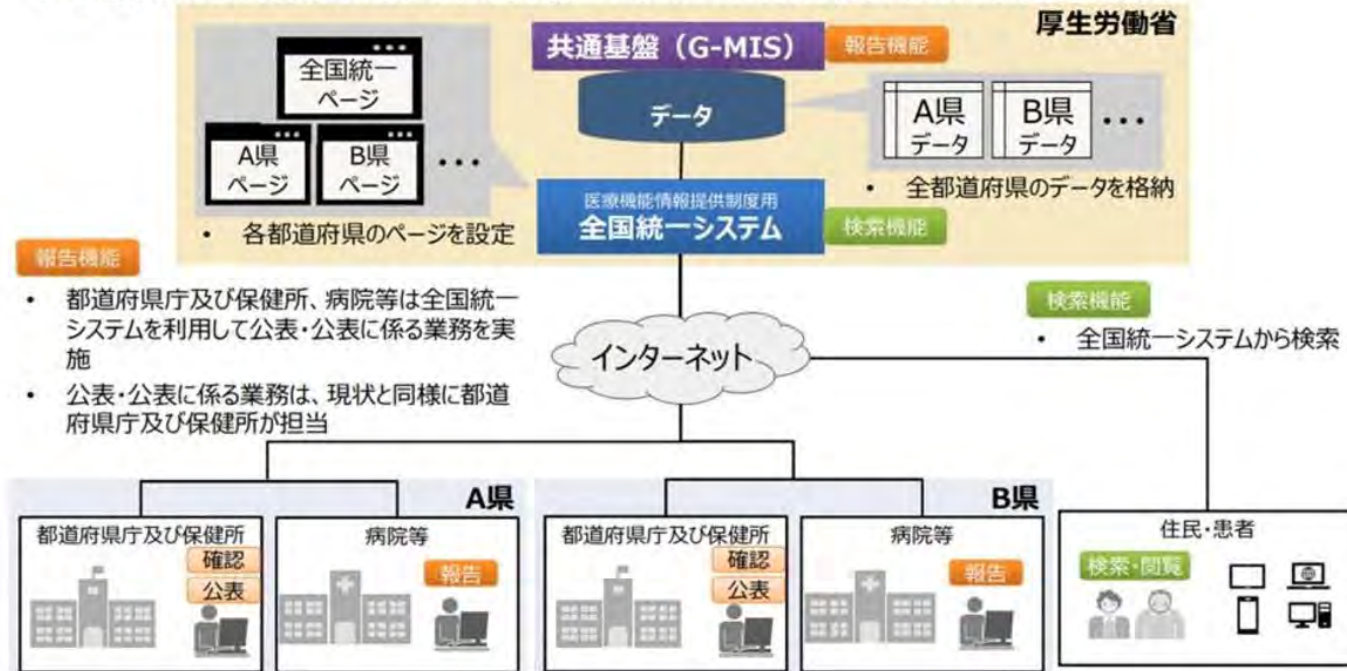 厚生労働省
共通基盤（G-MIS）
報告機能
データ
全国統一
ページ
A県
ページ
B県
ページ
•••
• 各都道府県のページを設定
A県
データ
B県
データ
•••
• 全都道府県のデータを格納
医療機能情報提供制度用
全国統一システム
検索機能
報告機能
• 都道府県庁及び保健所、病院等は全国統一
システムを利用して公表・公表に係る業務を実
施
• 公表・公表に係る業務は、現状と同様に都道
府県庁及び保健所が担当
インターネット
検索機能
• 全国統一システムから検索
A県
都道府県庁及び保健所
確認
公表
病院等
報告
B県
都道府県庁及び保健所
確認
公表
病院等
報告
住民・患者
検索・閲覧